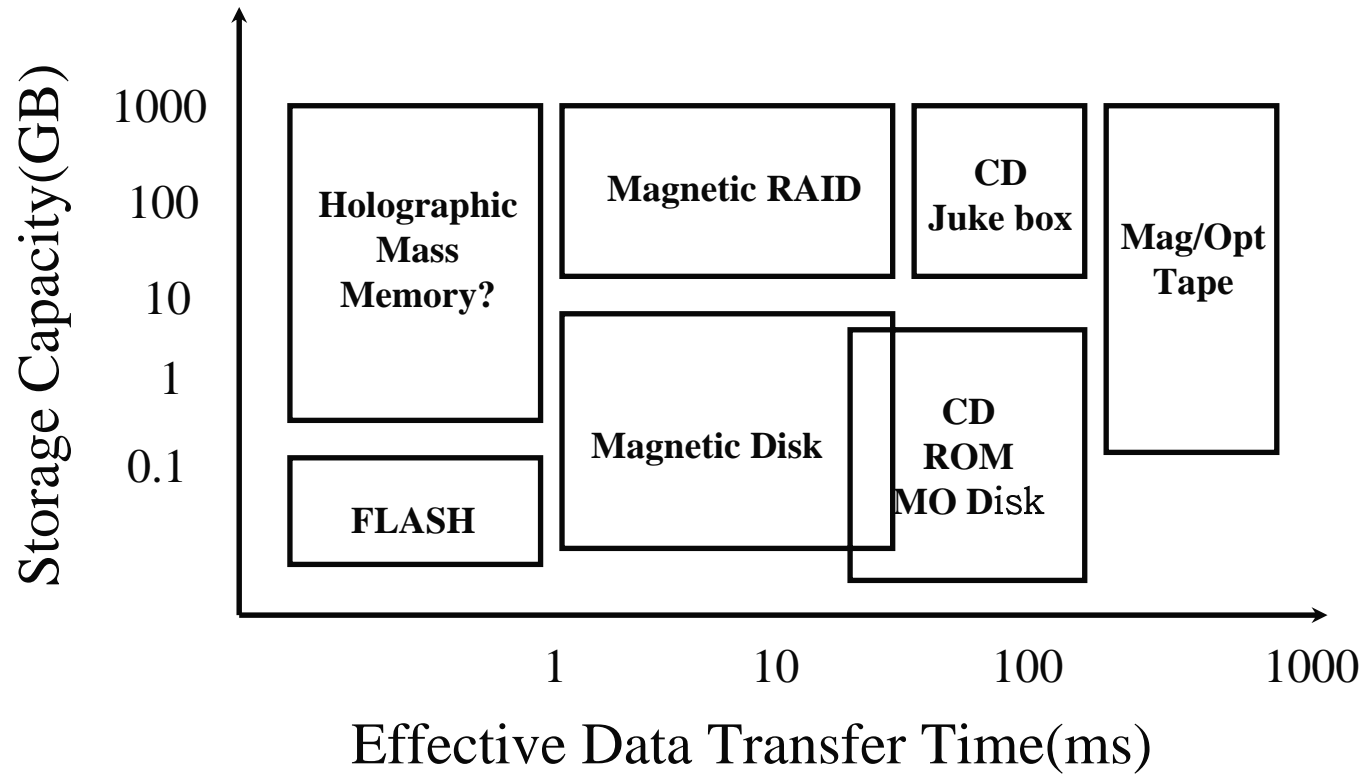 Storage Capacity(GB)
1000
100
10
1
0.1
Holographic
Mass
Memory?
Magnetic RAID
CD
Juke box
Mag/Opt
Tape
FLASH
Magnetic Disk
CD
ROM
MO Disk
1
10
100
1000
Effective Data Transfer Time(ms)